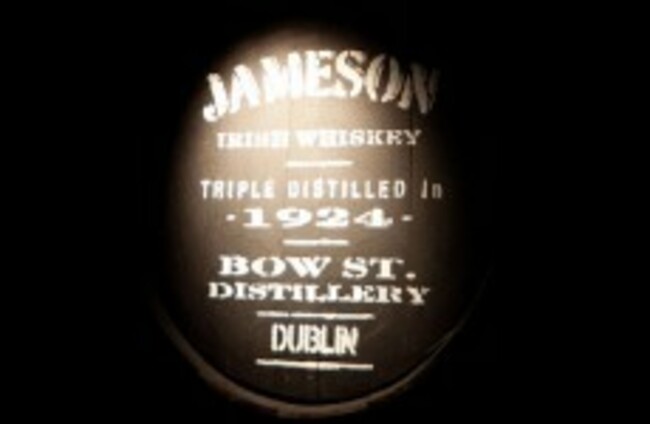 JAMESON
IRISH WHISKEY
TRIPLE DISTILLED In
·1924·
BOW ST.
DISTILLERY
DUBLIN